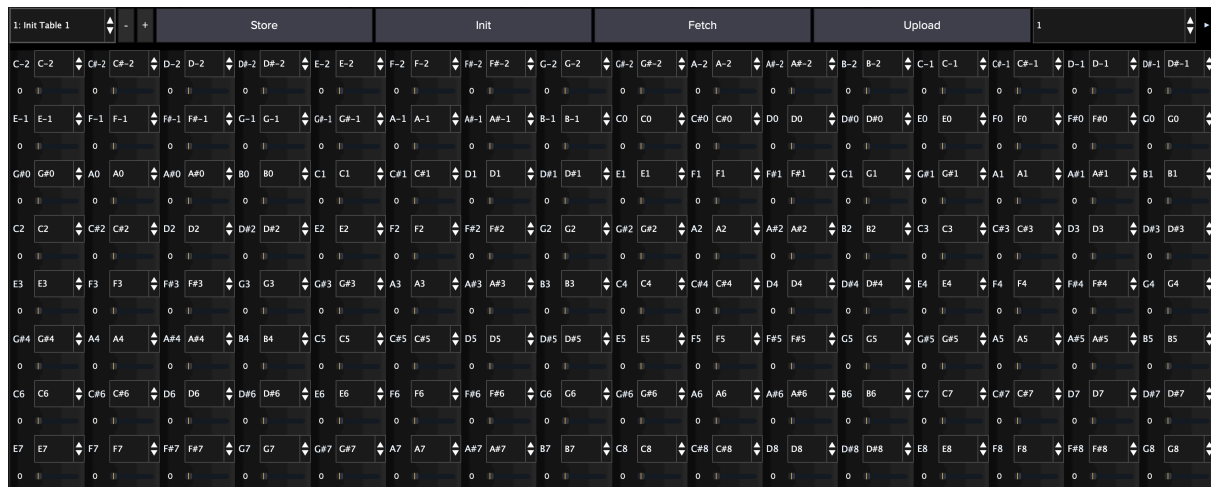 1: Init Table 1 - + Store Init Fetch Upload 1
C-2 C-2 C#-2 C#-2 D-2 D-2 D#-2 D#-2 E-2 E-2 F-2 F-2 F#-2 F#-2 G-2 G-2 G#-2 G#-2 A-2 A-2 A#-2 A#-2 B-2 B-2 C-1 C-1 C#-1 C#-1 D-1 D-1 D#-1 D#-1
0 0 0 0 0 0 0 0 0 0 0 0 0 0 0 0
E-1 E-1 F-1 F-1 F#-1 F#-1 G-1 G-1 G#-1 G#-1 A-1 A-1 A#-1 A#-1 B-1 B-1 C0 C0 C#0 C#0 D0 D0 D#0 D#0 E0 E0 F0 F0 F#0 F#0 G0 G0
0 0 0 0 0 0 0 0 0 0 0 0 0 0 0 0
G#0 G#0 A0 A0 A#0 A#0 B0 B0 C1 C1 C#1 C#1 D1 D1 D#1 D#1 E1 E1 F1 F1 F#1 F#1 G1 G1 G#1 G#1 A1 A1 A#1 A#1 B1 B1
0 0 0 0 0 0 0 0 0 0 0 0 0 0 0 0
C2 C2 C#2 C#2 D2 D2 D#2 D#2 E2 E2 F2 F2 F#2 F#2 G2 G2 G#2 G#2 A2 A2 A#2 A#2 B2 B2 C3 C3 C#3 C#3 D3 D3 D#3 D#3
0 0 0 0 0 0 0 0 0 0 0 0 0 0 0 0
E3 E3 F3 F3 F#3 F#3 G3 G3 G#3 G#3 A3 A3 A#3 A#3 B3 B3 C4 C4 C#4 C#4 D4 D4 D#4 D#4 E4 E4 F4 F4 F#4 F#4 G4 G4
0 0 0 0 0 0 0 0 0 0 0 0 0 0 0 0
G#4 G#4 A4 A4 A#4 A#4 B4 B4 C5 C5 C#5 C#5 D5 D5 D#5 D#5 E5 E5 F5 F5 F#5 F#5 G5 G5 G#5 G#5 A5 A5 A#5 A#5 B5 B5
0 0 0 0 0 0 0 0 0 0 0 0 0 0 0 0
C6 C6 C#6 C#6 D6 D6 D#6 D#6 E6 E6 F6 F6 F#6 F#6 G6 G6 G#6 G#6 A6 A6 A#6 A#6 B6 B6 C7 C7 C#7 C#7 D7 D7 D#7 D#7
0 0 0 0 0 0 0 0 0 0 0 0 0 0 0 0
E7 E7 F7 F7 F#7 F#7 G7 G7 G#7 G#7 A7 A7 A#7 A#7 B7 B7 C8 C8 C#8 C#8 D8 D8 D#8 D#8 E8 E8 F8 F8 F#8 F#8 G8 G8
0 0 0 0 0 0 0 0 0 0 0 0 0 0 0 0